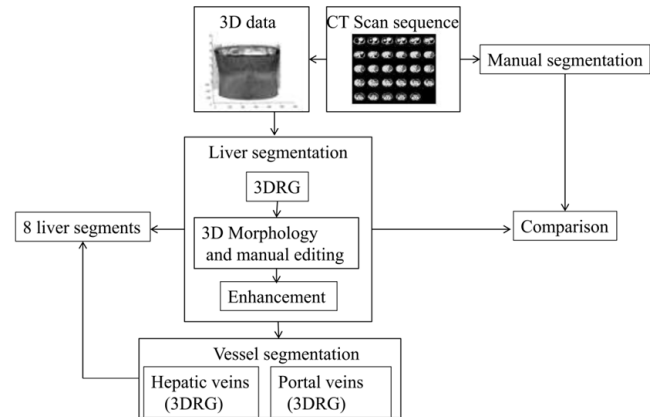 3D data
CT Scan sequence
Manual segmentation
Liver segmentation
3DRG
3D Morphology
and manual editing
Enhancement
8 liver segments
Comparison
Vessel segmentation
Hepatic veins
(3DRG)
Portal veins
(3DRG)